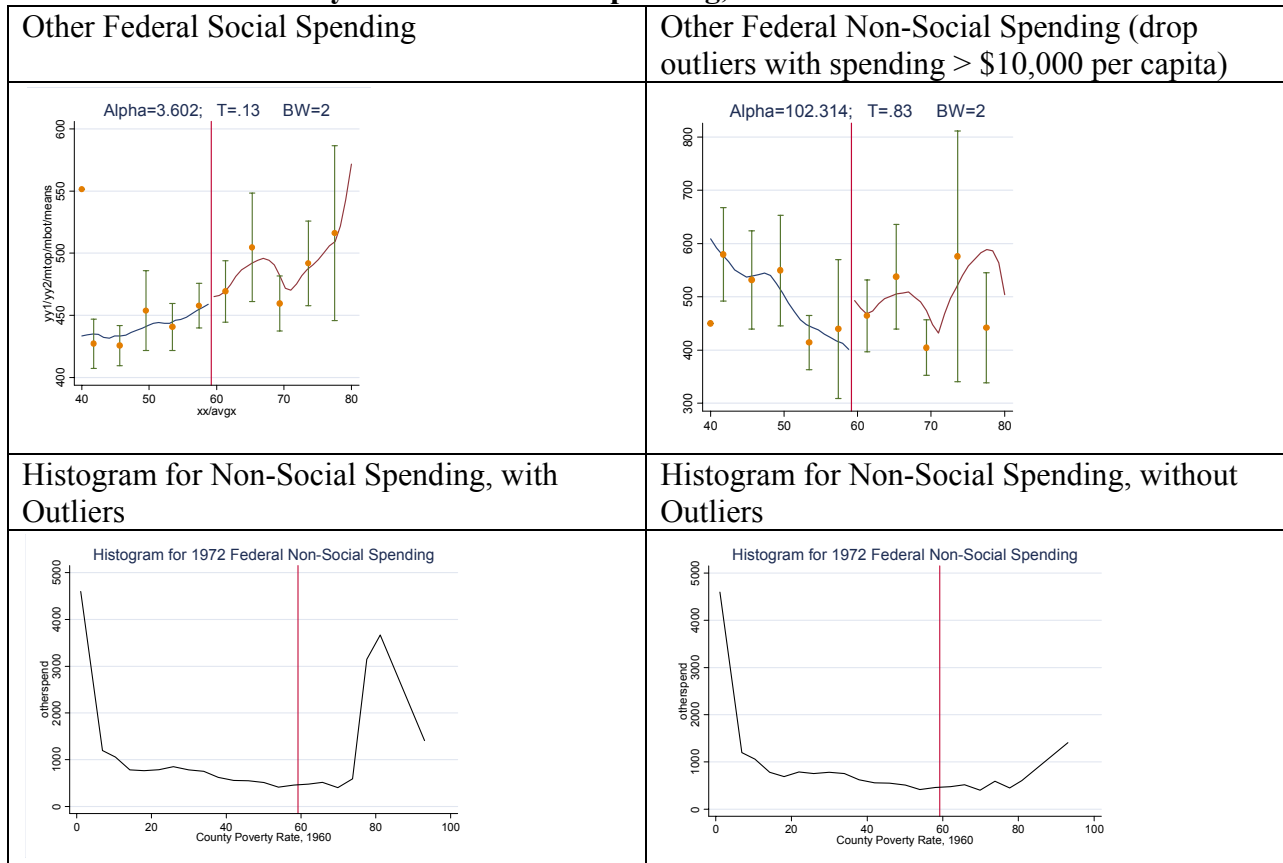 Other Federal Social Spending
Other Federal Non-Social Spending (drop
outliers with spending > $10,000 per capita)
Alpha=3.602; T=.13 BW=2
600
550
500
450
400
yy1/yy2/mtop/mbot/means
40 50 60 70 80
xx/avgx
Alpha=102.314; T=.83 BW=2
800
700
600
500
400
300
40 50 60 70 80
Histogram for Non-Social Spending, with
Outliers
Histogram for Non-Social Spending, without
Outliers
Histogram for 1972 Federal Non-Social Spending
5000
4000
3000
2000
1000
0
otherspend
0 20 40 60 80 100
County Poverty Rate, 1960
Histogram for 1972 Federal Non-Social Spending
5000
4000
3000
2000
1000
0
otherspend
0 20 40 60 80 100
County Poverty Rate, 1960